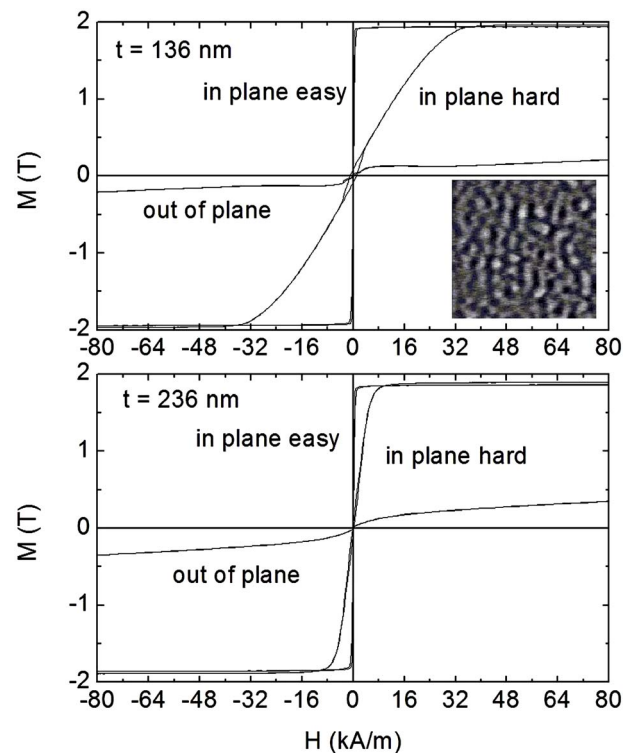 t = 136 nm
in plane easy
in plane hard
out of plane
M (T)
2
1
0
-1
-2
-80 -64 -48 -32 -16 0 16 32 48 64 80
t = 236 nm
in plane easy
in plane hard
out of plane
M (T)
2
1
0
-1
-2
-80 -64 -48 -32 -16 0 16 32 48 64 80
H (kA/m)